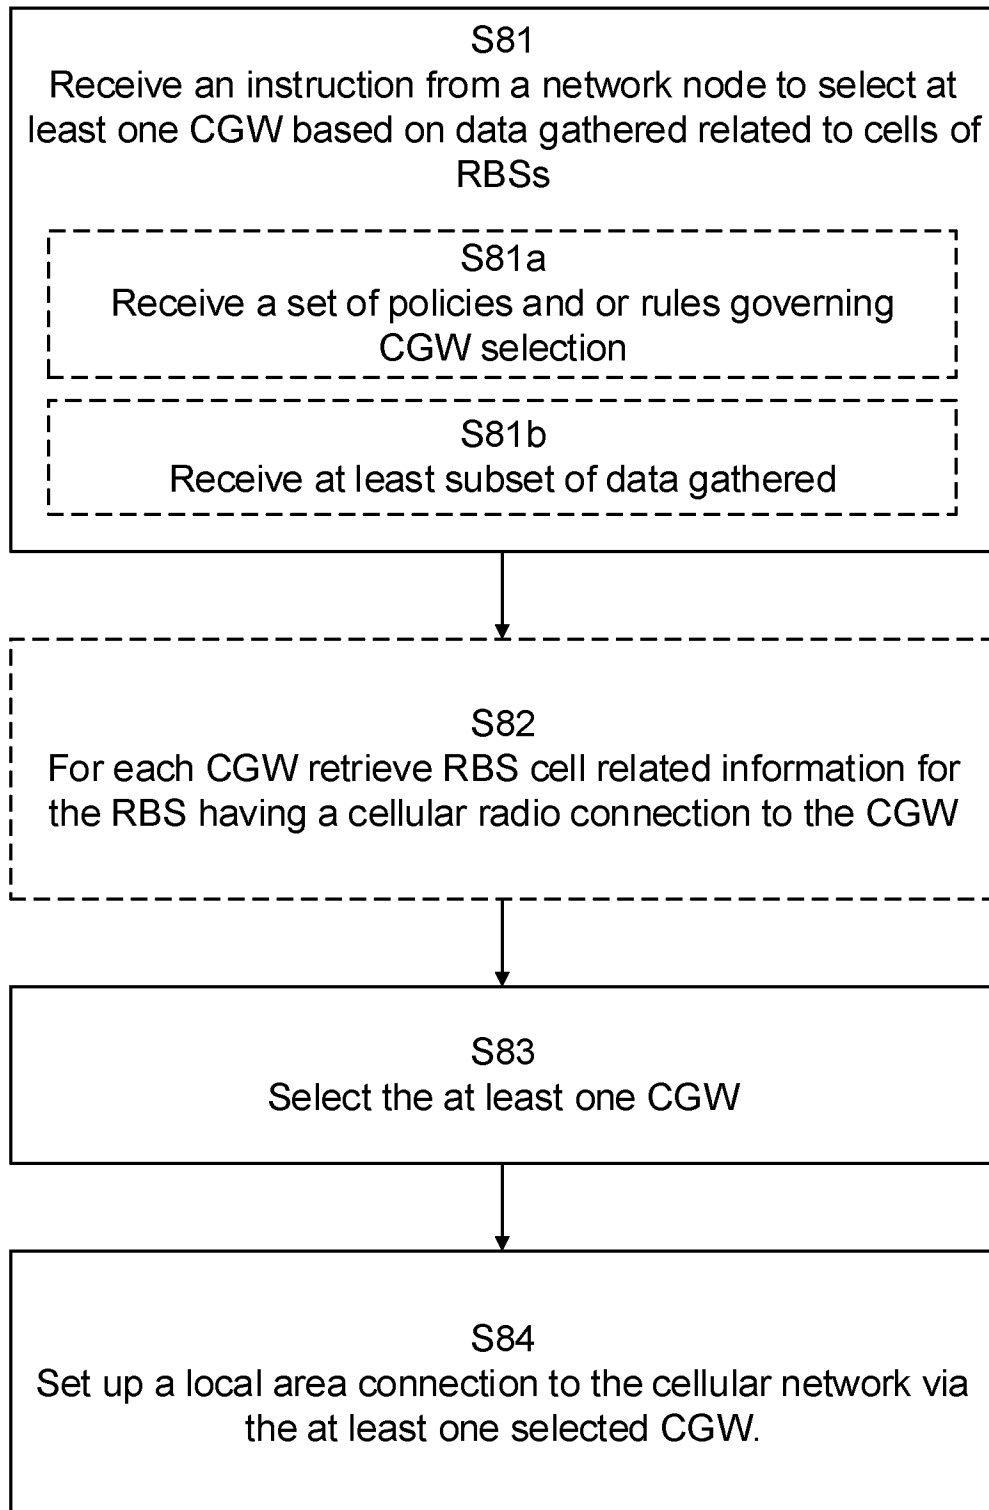 S81
Receive an instruction from a network node to select at
least one CGW based on data gathered related to cells of
RBSs
S81a
Receive a set of policies and or rules governing
CGW selection
S81b
Receive at least subset of data gathered
S82
For each CGW retrieve RBS cell related information for
the RBS having a cellular radio connection to the CGW
S83
Select the at least one CGW
S84
Set up a local area connection to the cellular network via
the at least one selected CGW.